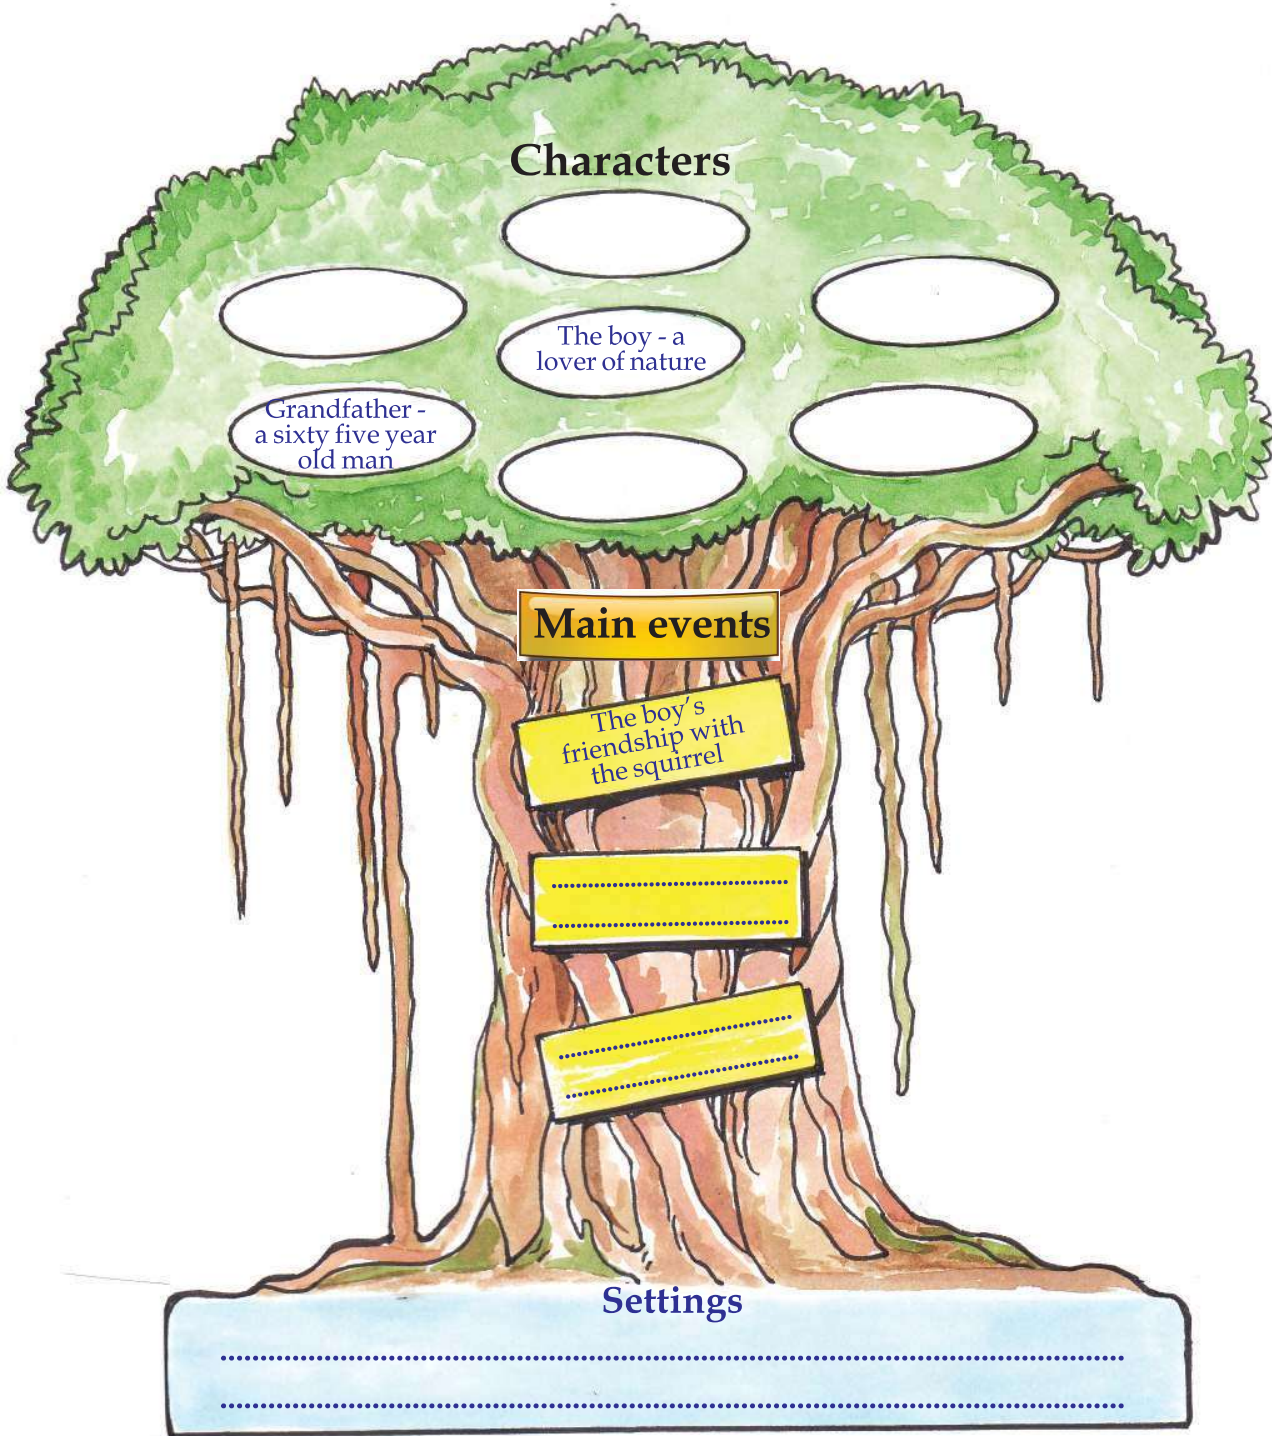 Characters
The boy - a
lover of nature
Grandfather -
a sixty five year
old man
Main events
The boy's
friendship with
the squirrel
Settings